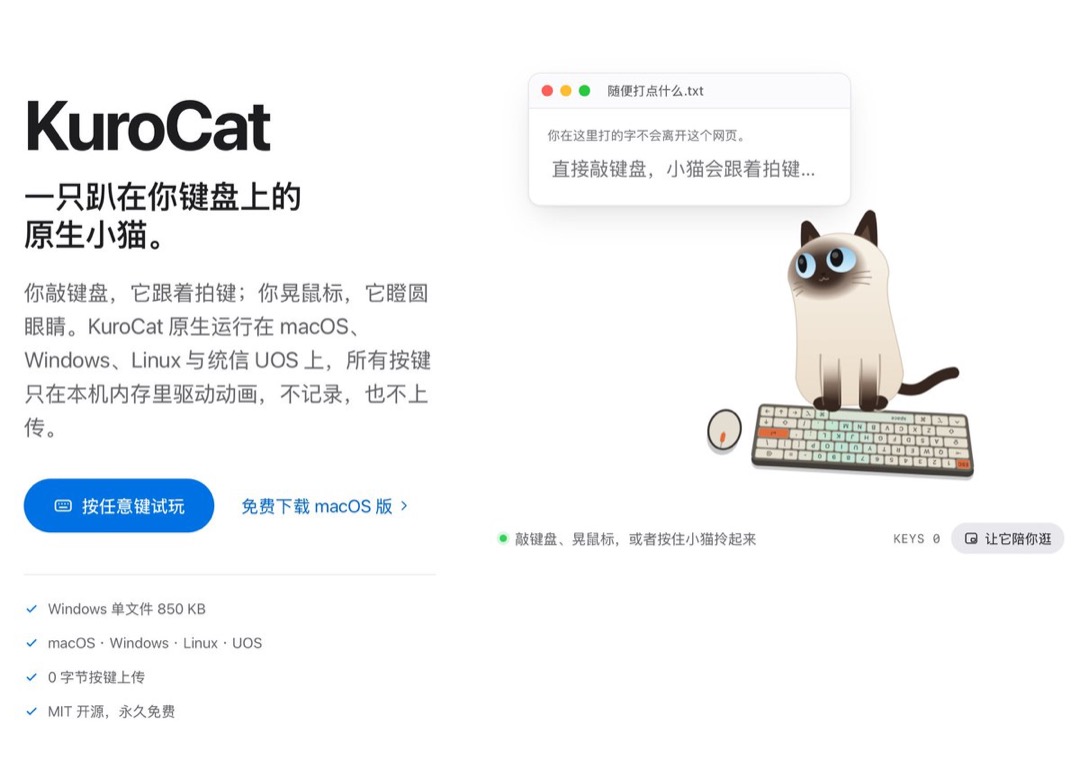 KuroCat
一只趴在你键盘上的
原生小猫。
你敲键盘，它跟着拍键；你晃鼠标，它瞪圆
眼睛。KuroCat 原生运行在 macOS、
Windows、Linux 与统信 UOS 上，所有按键
只在本机内存里驱动动画，不记录，也不上
传。
按任意键试玩
免费下载 macOS 版 >
Windows 单文件 850 KB
macOS · Windows · Linux · UOS
0 字节按键上传
MIT 开源，永久免费
随便打点什么.txt
你在这里打的字不会离开这个网页。
直接敲键盘，小猫会跟着拍键...
敲键盘、晃鼠标，或者按住小猫拎起来
KEYS 0
让它陪你逛